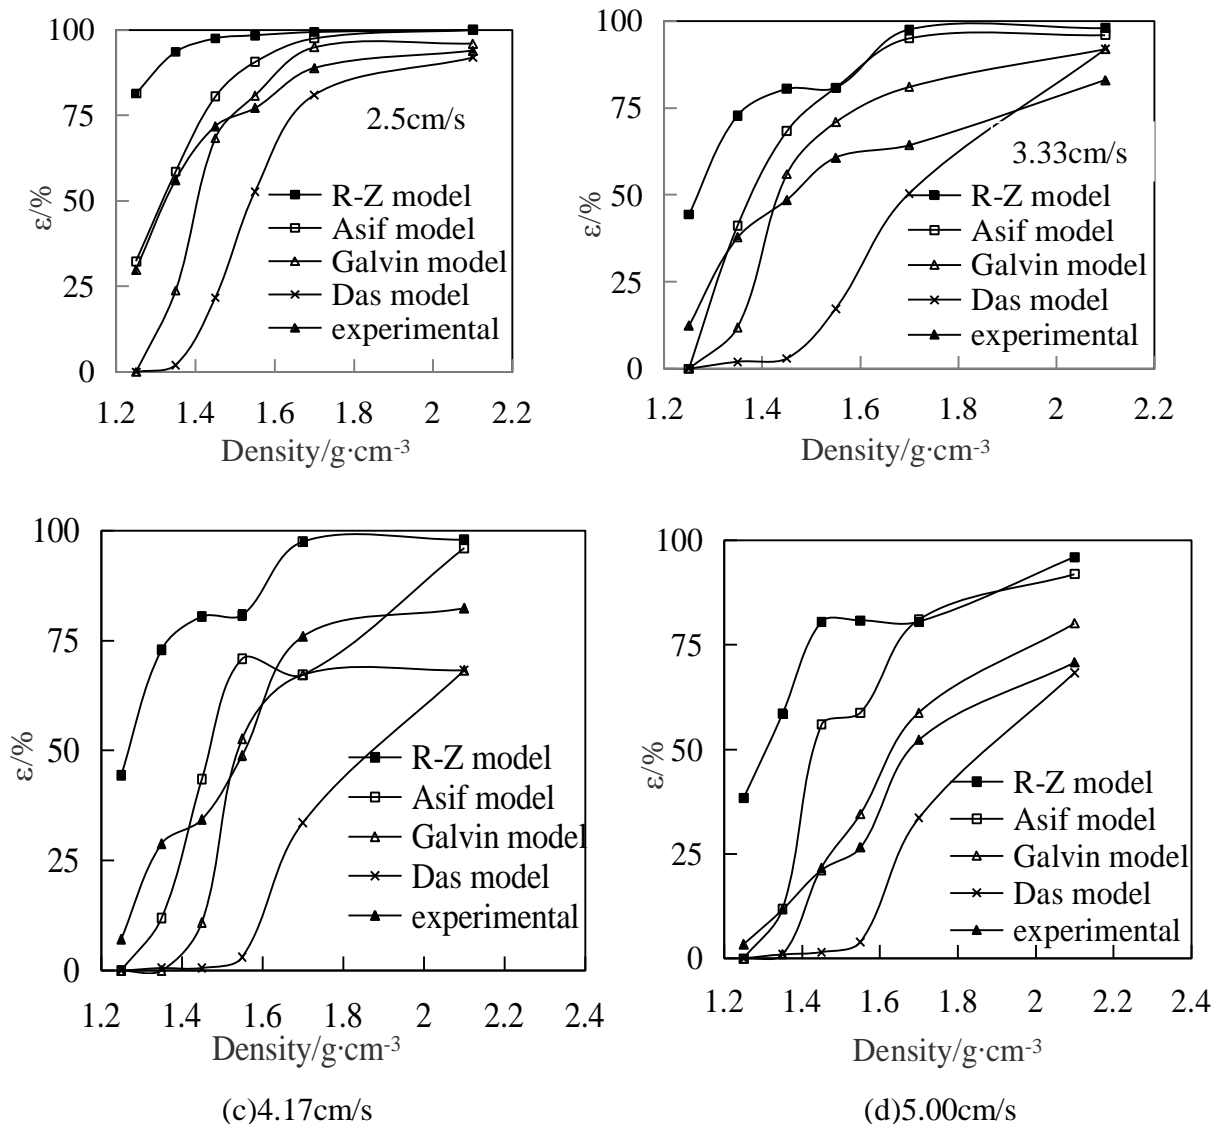 100
75
50
25
0
ε/%
2.5cm/s
R-Z model
Asif model
Galvin model
Das model
experimental
1.2 1.4 1.6 1.8 2 2.2
Density/g·cm-3
100
75
50
25
0
ε/%
3.33cm/s
R-Z model
Asif model
Galvin model
Das model
experimental
1.2 1.4 1.6 1.8 2 2.2
Density/g·cm-3
100
75
50
25
0
ε/%
R-Z model
Asif model
Galvin model
Das model
experimental
1.2 1.4 1.6 1.8 2 2.2 2.4
Density/g·cm-3
(c)4.17cm/s
100
75
50
25
0
ε/%
R-Z model
Asif model
Galvin model
Das model
experimental
1.2 1.4 1.6 1.8 2 2.2 2.4
Density/g·cm-3
(d)5.00cm/s